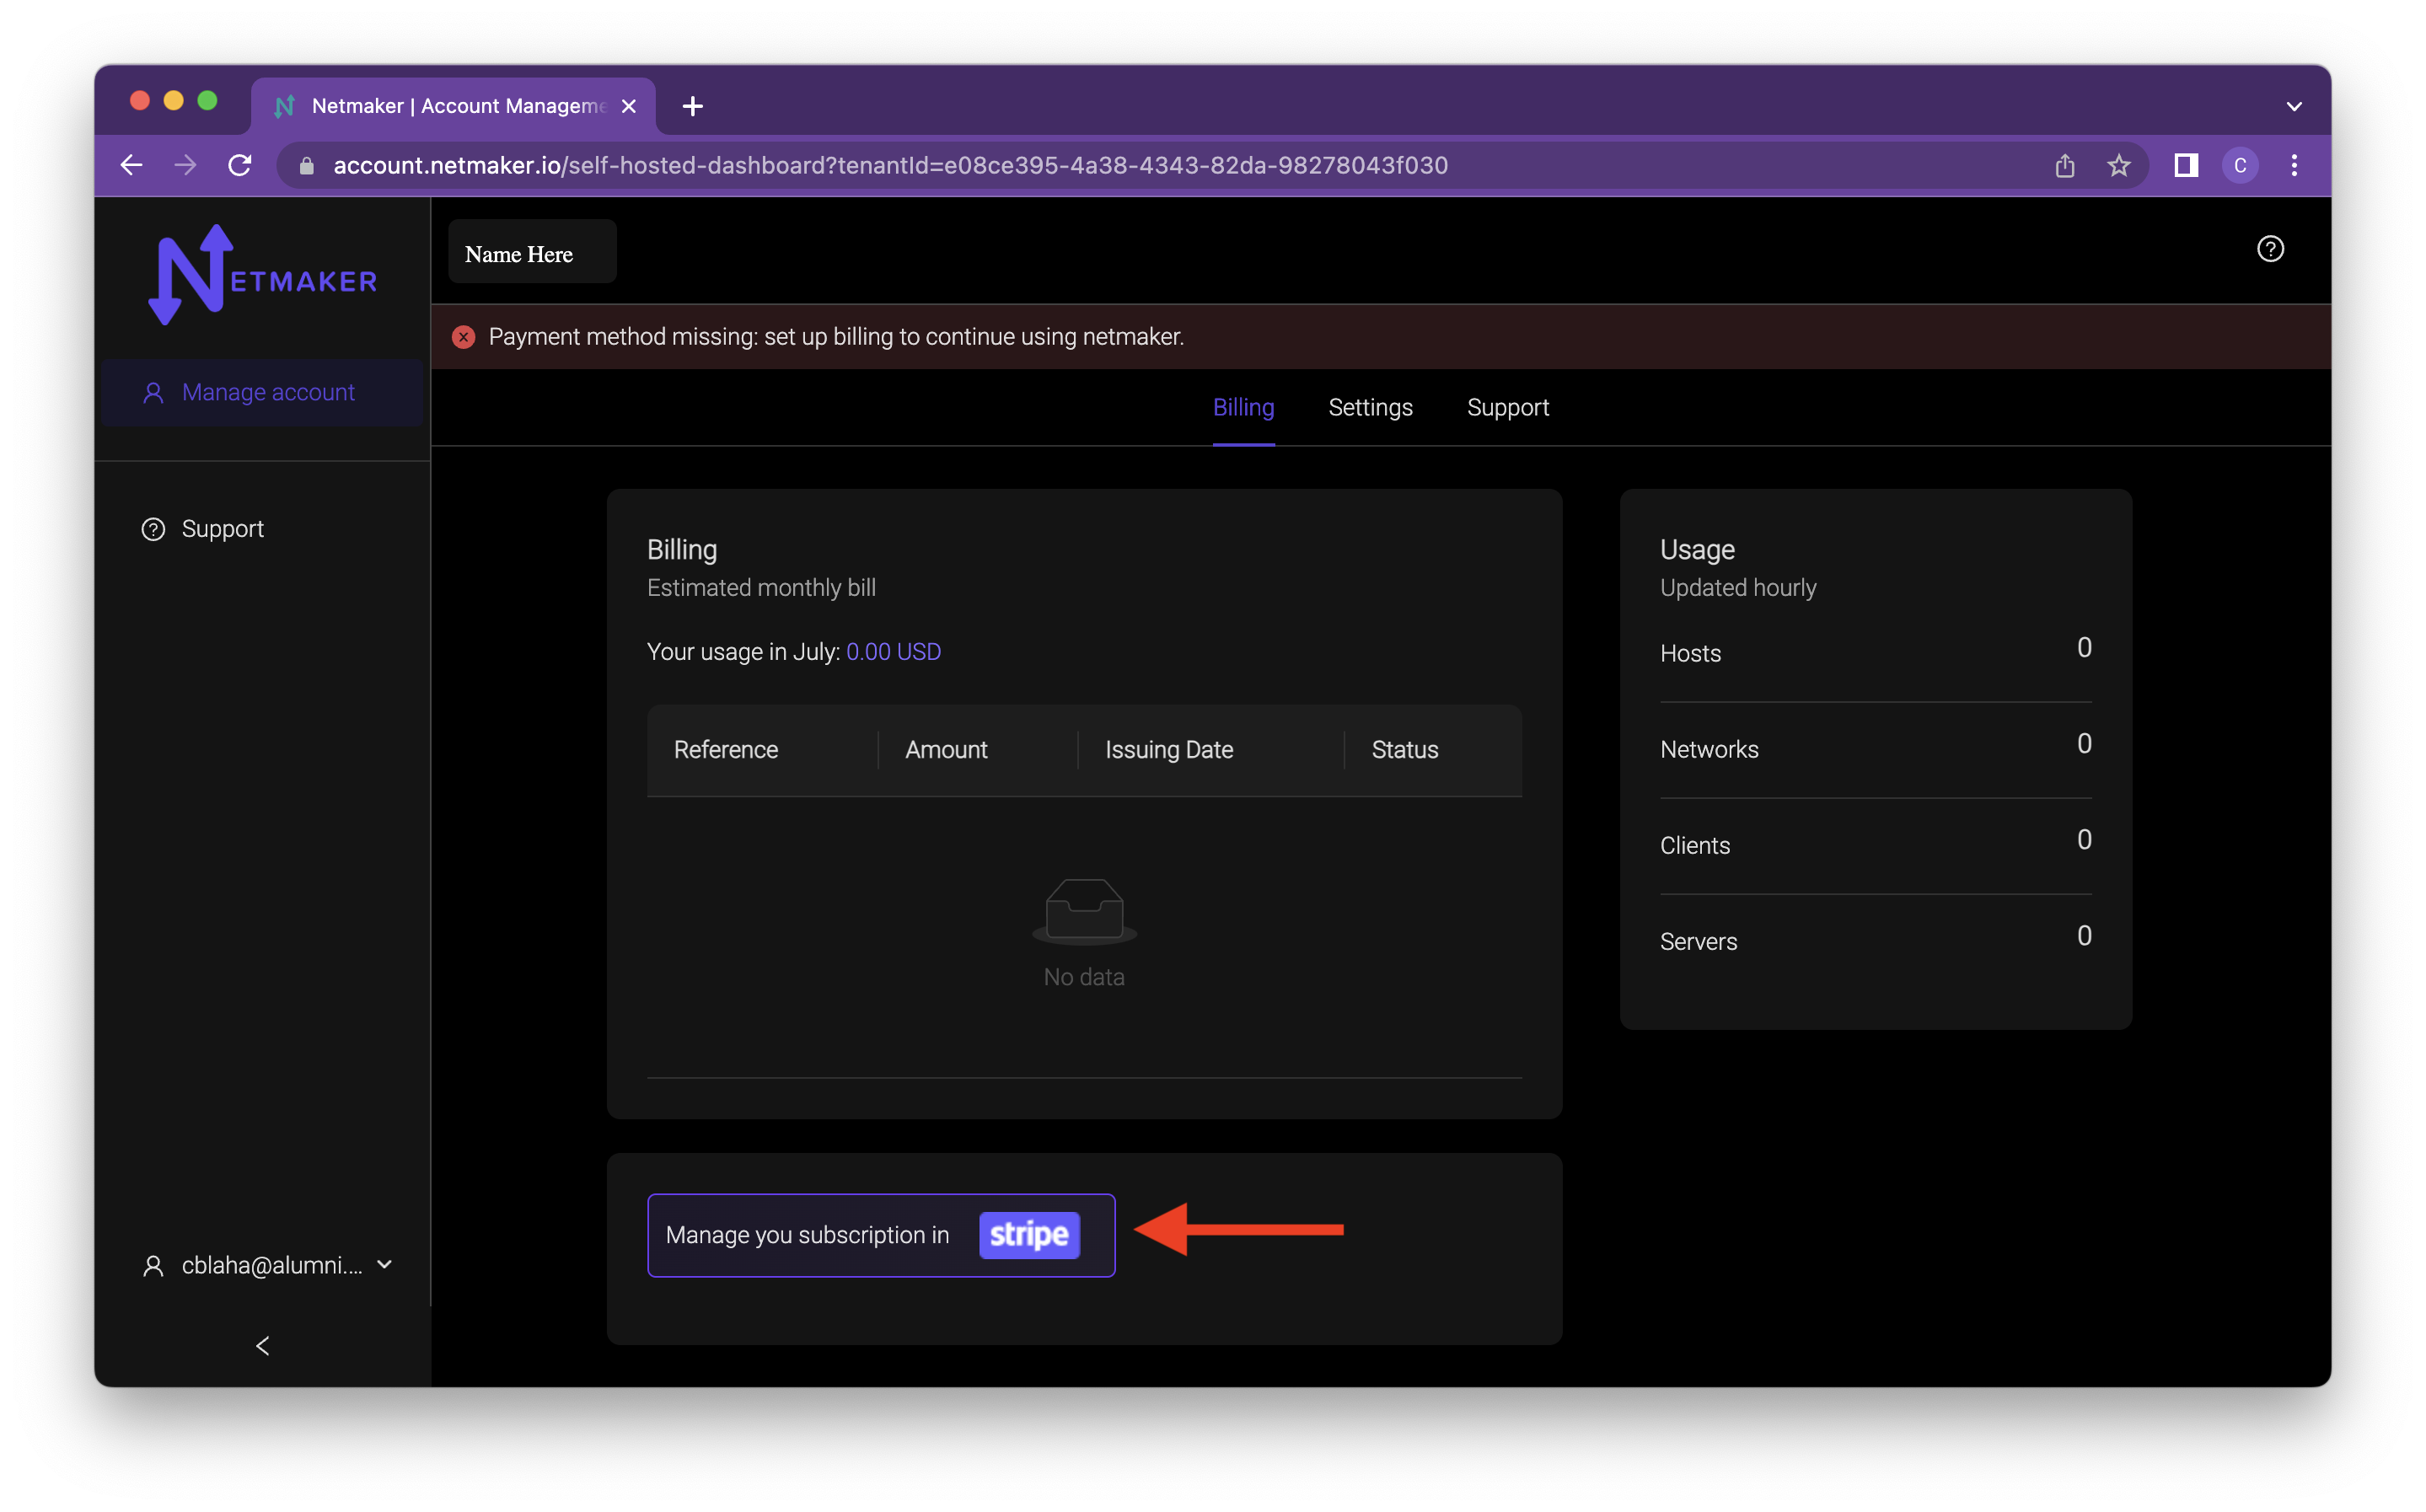 Netmaker | Account Manageme
account.netmaker.io/self-hosted-dashboard?tenantId=e08ce395-4a38-4343-82da-98278043f030
C
NETMAKER
Name Here
Payment method missing: set up billing to continue using netmaker.
Manage account
Billing
Settings
Support
Support
Billing
Estimated monthly bill
Your usage in July: 0.00 USD
Reference
Amount
Issuing Date
Status
No data
Usage
Updated hourly
Hosts
0
Networks
0
Clients
0
Servers
0
Manage you subscription in stripe
cblaha@alumni....